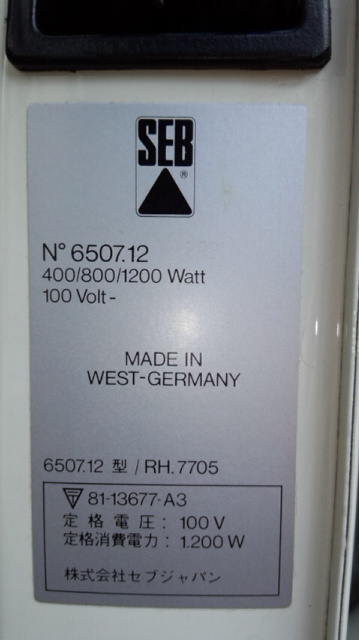 SEB
®
N° 6507.12
400/800/1200 Watt
100 Volt-
MADE IN
WEST-GERMANY
6507.12 型 / RH. 7705
T 81-13677-A3
定格電圧: 100 V
定格消費電力: 1.200 W
株式会社セブジャパン